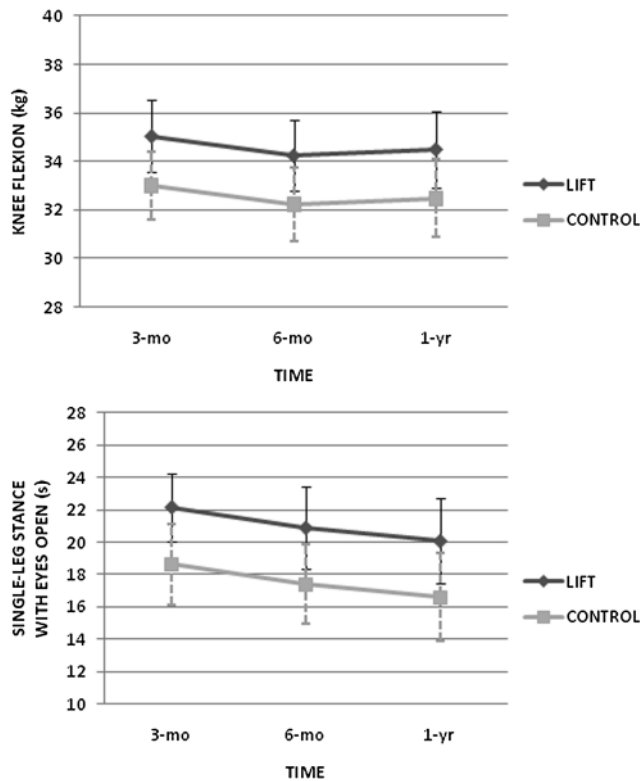 KNEE FLEXION (kg)
40
38
36
34
32
30
28
3-mo 6-mo 1-yr
TIME
LIFT
CONTROL
SINGLE-LEG STANCE
WITH EYES OPEN (s)
28
26
24
22
20
18
16
14
12
10
3-mo 6-mo 1-yr
TIME
LIFT
CONTROL